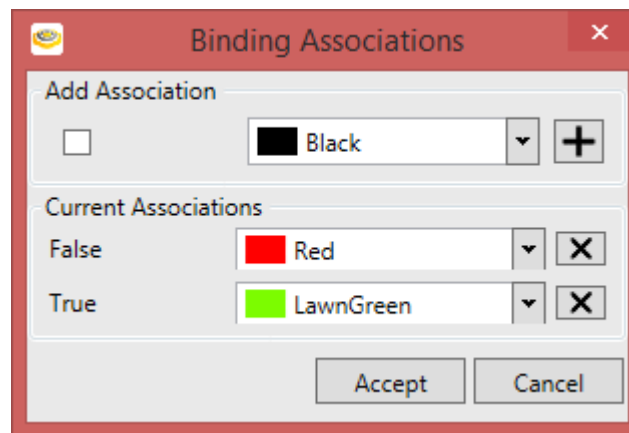 Binding Associations
Add Association
Black
Current Associations
False Red
True LawnGreen
Accept Cancel